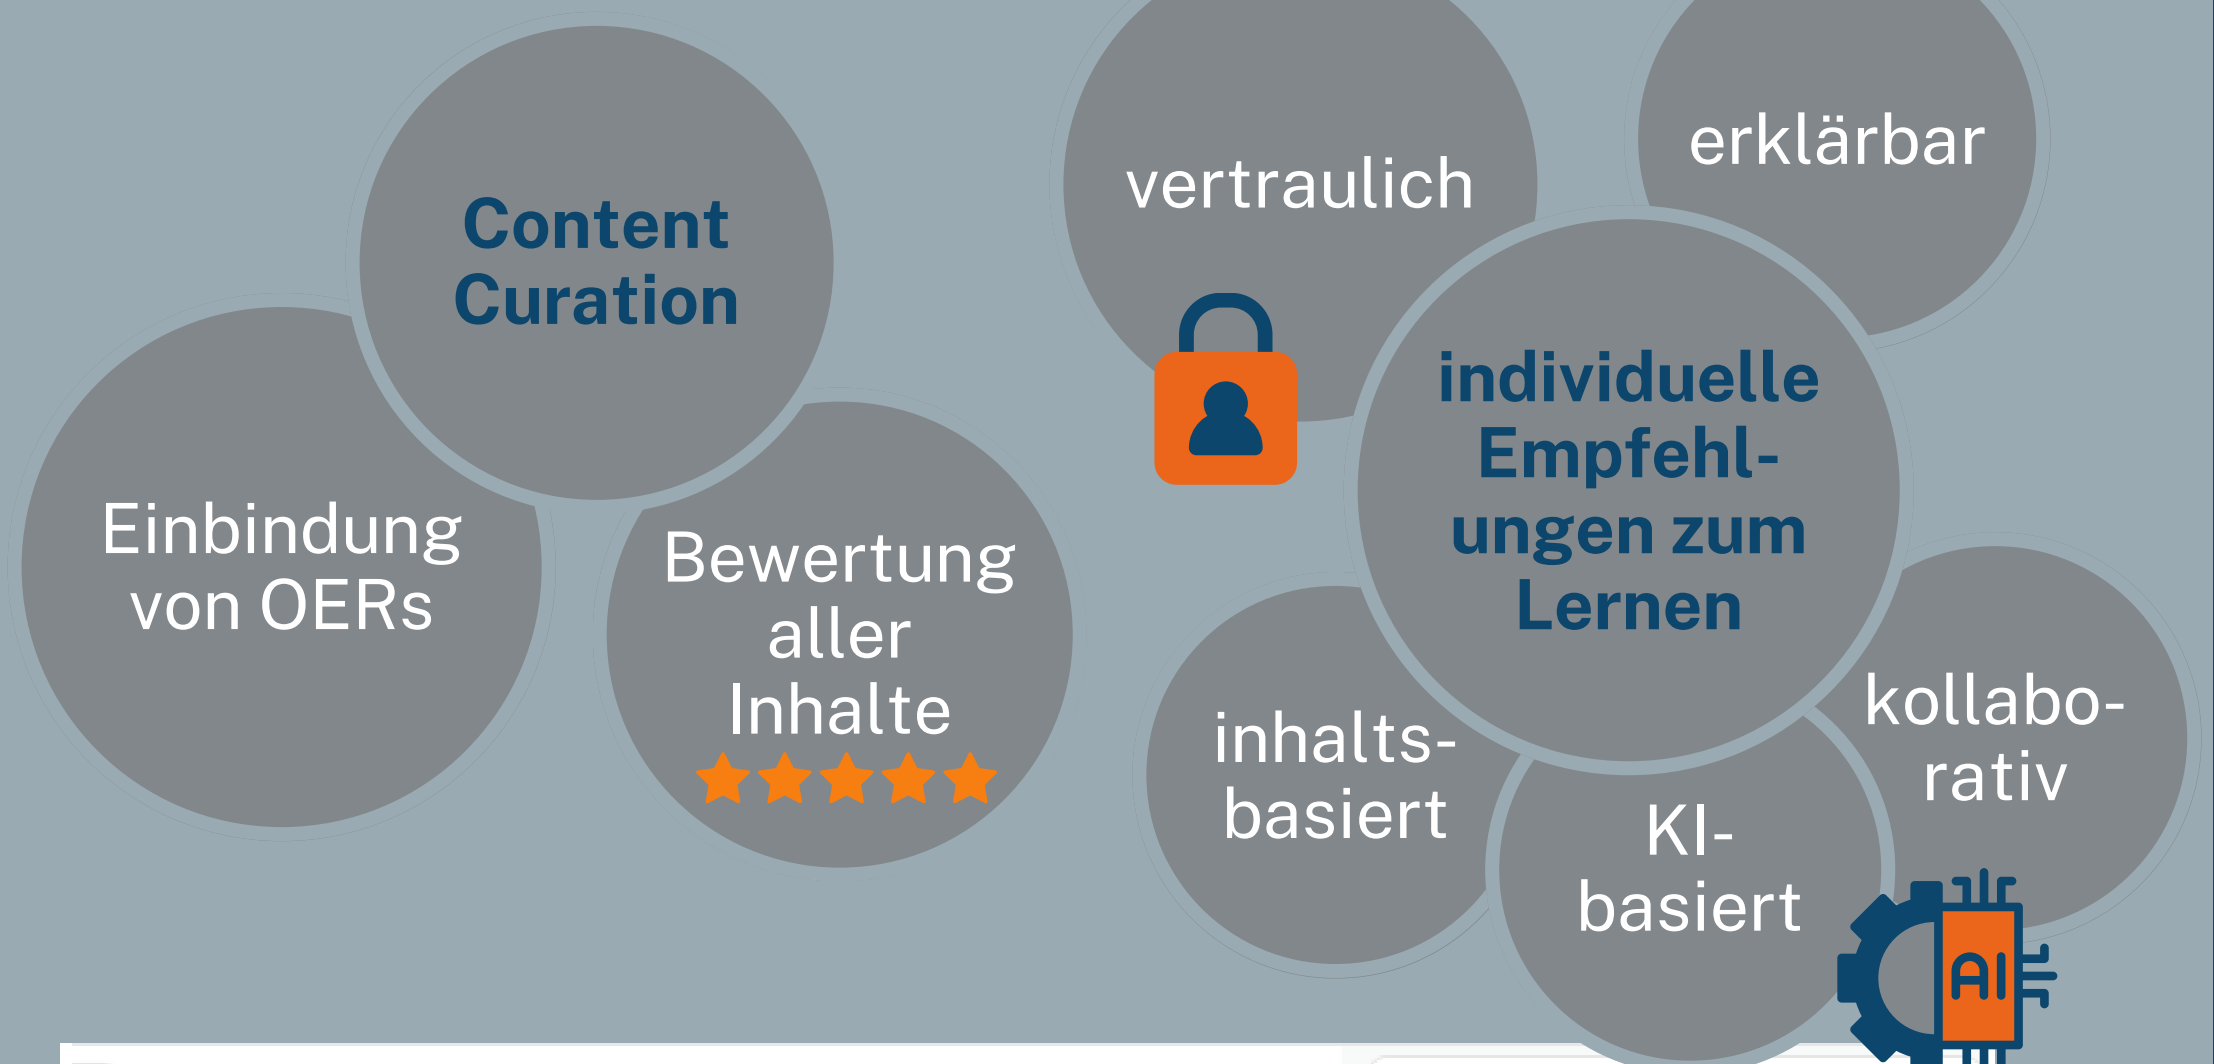 Content
Curation
Einbindung
von OERs
Bewertung
aller
Inhalte
vertraulich
erklärbar
individuelle
Empfehl-
ungen zum
Lernen
inhalts-
basiert
KI-
basiert
kollabo-
rativ
AI